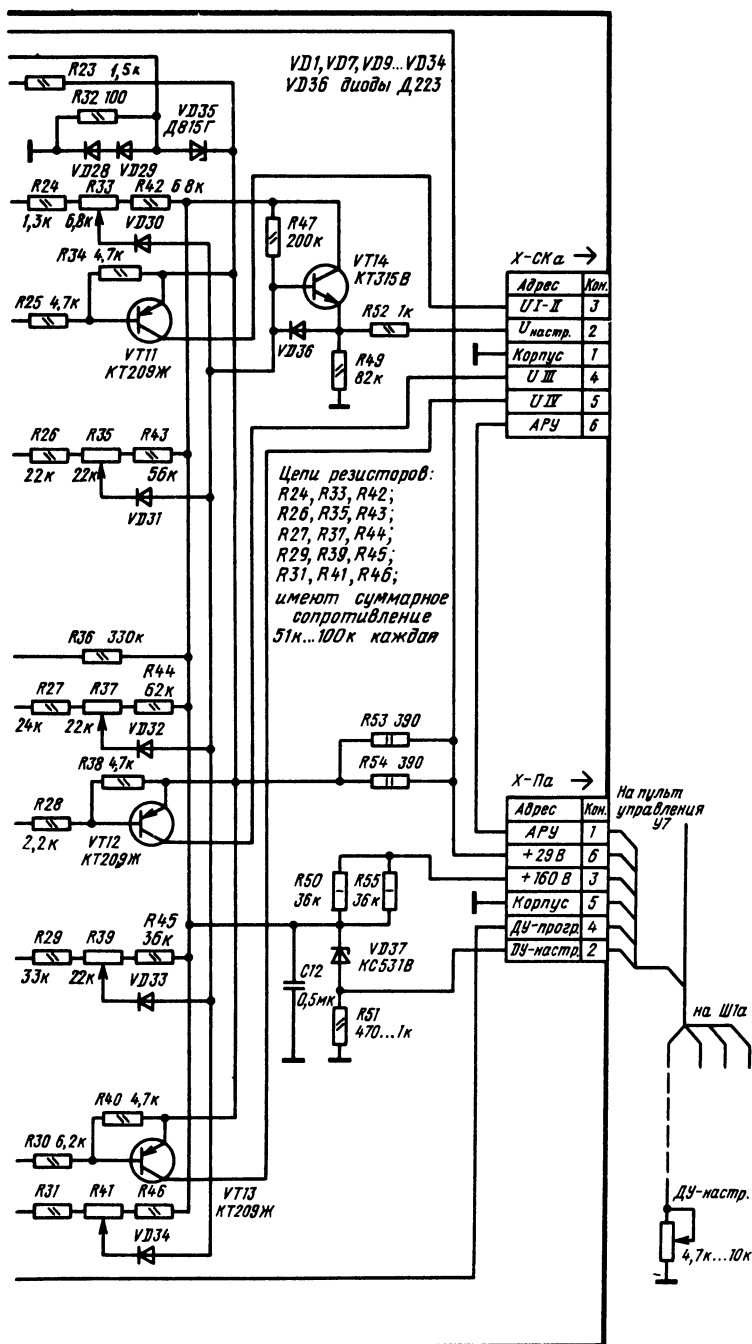 R23 1,5к
VD1, VD7, VD9...VD34
VD36 диоды Д223
R32 100
VD35
Д815Г
VD28 VD29
R24 R33 R42 6 8к
1,3к 6,8к VD30
R47
200к
R34 4,7к
VT14
КТ315В
X-СКа →
Адрес Кон.
U I-II 3
Uнастр. 2
Корпус 1
U III 4
U IV 5
АРУ 6
R25 4,7к
R52 1к
VT11
КТ209Ж
VD36
R49
82к
R26 R35 R43
22к 22к 56к
VD31
Цепи резисторов:
R24, R33, R42;
R26, R35, R43;
R27, R37, R44;
R29, R39, R45;
R31, R41, R46;
имеют суммарное
сопротивление
51к...100к каждая
R36 330к
R44
R27 R37 62к
24к 22к VD32
R53 390
R38 4,7к
R54 390
X-Па →
Адрес Кон.
АРУ 1
+29В 6
+160В 3
Корпус 5
ДУ-прогр. 4
ДУ-настр. 2
На пульт
управления
У7
R28
2,2к
VT12
КТ209Ж
R50 R55
36к 36к
R45
R29 R39 36к
33к 22к VD33
VD37
КС531В
C12
0,5мк
R51
470...1к
на Ш1а
R40 4,7к
R30 6,2к
R31 R41 R46
VT13
КТ209Ж
VD34
ДУ-настр.
4,7к...10к